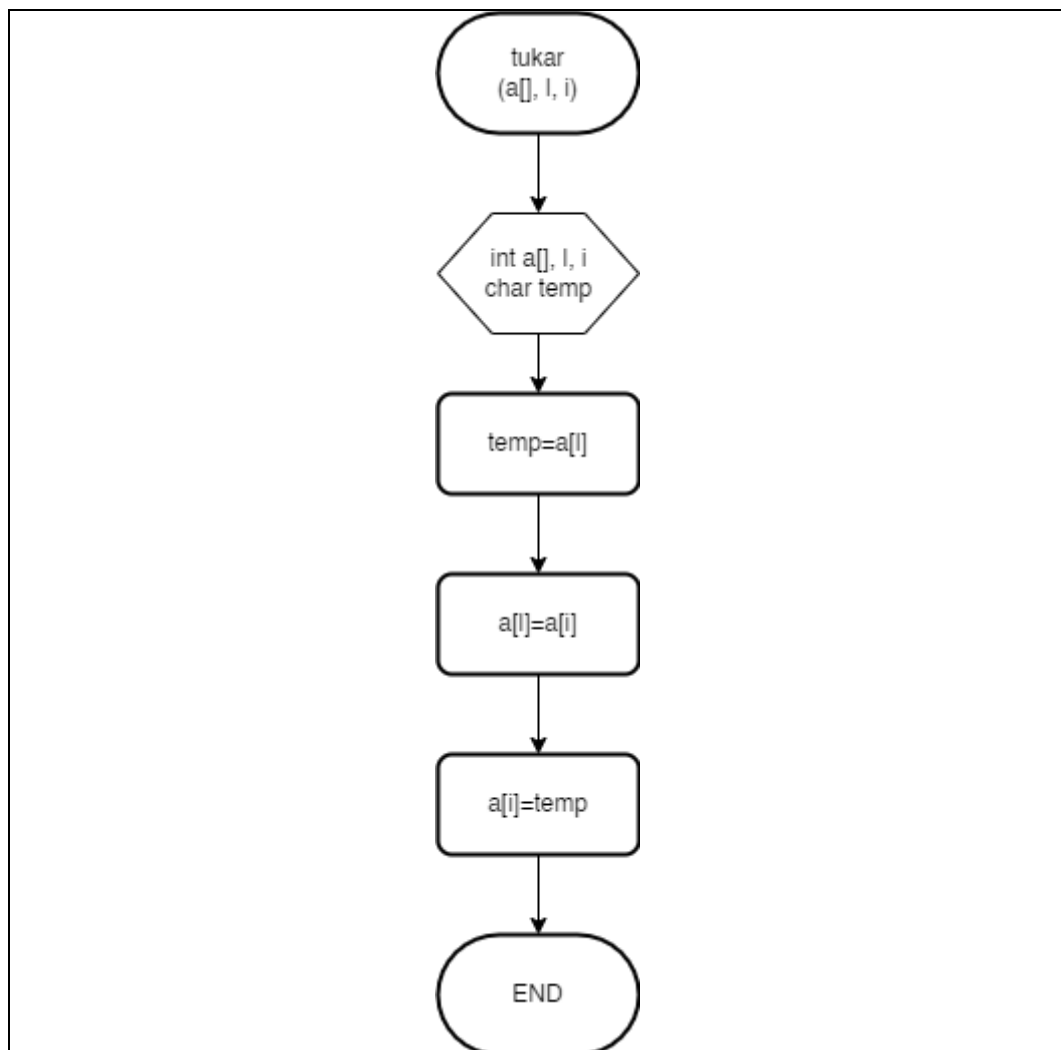 tukar
(a[], l, i)
int a[], l, i
char temp
temp=a[l]
a[l]=a[i]
a[i]=temp
END